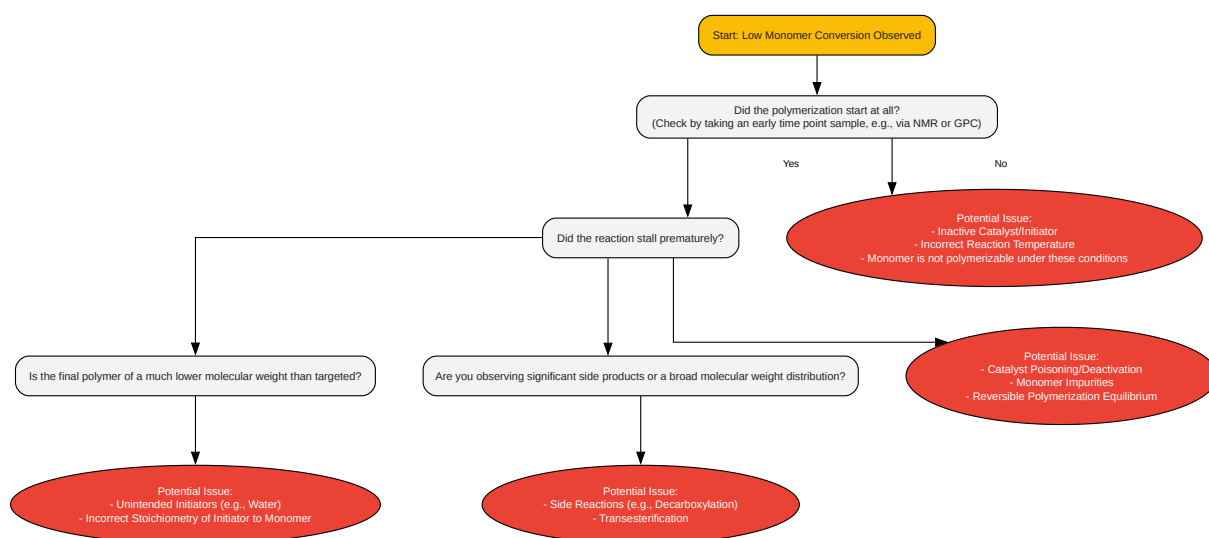 Start: Low Monomer Conversion Observed
Did the polymerization start at all?
(Check by taking an early time point sample, e.g., via NMR or GPC)
Yes
No
Potential Issue:
- Inactive Catalyst/Initiator
- Incorrect Reaction Temperature
- Monomer is not polymerizable under these conditions
Did the reaction stall prematurely?
Potential Issue:
- Catalyst Poisoning/Deactivation
- Monomer Impurities
- Reversible Polymerization Equilibrium
Is the final polymer of a much lower molecular weight than targeted?
Are you observing significant side products or a broad molecular weight distribution?
Potential Issue:
- Unintended Initiators (e.g., Water)
- Incorrect Stoichiometry of Initiator to Monomer
Potential Issue:
- Side Reactions (e.g., Decarboxylation)
- Transesterification